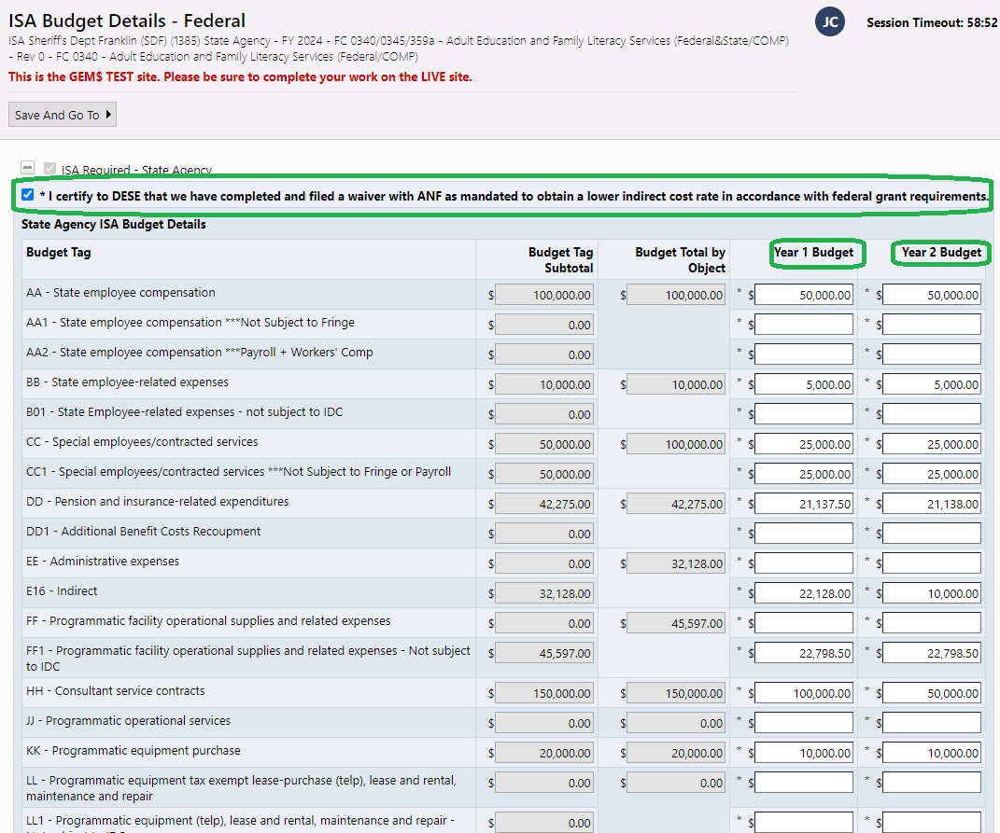 ISA Budget Details - Federal
JC
Session Timeout: 58:52
ISA Sheriff's Dept Franklin (SDF) (1385) State Agency - FY 2024 - FC 0340/0345/359a - Adult Education and Family Literacy Services (Federal&State/COMP)
- Rev 0 - FC 0340 - Adult Education and Family Literacy Services (Federal/COMP)
This is the GEM$ TEST site. Please be sure to complete your work on the LIVE site.
Save And Go To
ISA Required - State Agency
* I certify to DESE that we have completed and filed a waiver with ANF as mandated to obtain a lower indirect cost rate in accordance with federal grant requirements.
State Agency ISA Budget Details
Budget Tag Budget Tag Subtotal Budget Total by Object Year 1 Budget Year 2 Budget
AA - State employee compensation $ 100,000.00 $ 100,000.00 * $ 50,000.00 * $ 50,000.00
AA1 - State employee compensation ***Not Subject to Fringe $ 0.00 * $ * $
AA2 - State employee compensation ***Payroll + Workers' Comp $ 0.00 * $ * $
BB - State employee-related expenses $ 10,000.00 $ 10,000.00 * $ 5,000.00 * $ 5,000.00
B01 - State Employee-related expenses - not subject to IDC $ 0.00 * $ * $
CC - Special employees/contracted services $ 50,000.00 $ 100,000.00 * $ 25,000.00 * $ 25,000.00
CC1 - Special employees/contracted services ***Not Subject to Fringe or Payroll $ 50,000.00 * $ 25,000.00 * $ 25,000.00
DD - Pension and insurance-related expenditures $ 42,275.00 $ 42,275.00 * $ 21,137.50 * $ 21,138.00
DD1 - Additional Benefit Costs Recoupment $ 0.00 * $ * $
EE - Administrative expenses $ 0.00 $ 32,128.00 * $ * $
E16 - Indirect $ 32,128.00 * $ 22,128.00 * $ 10,000.00
FF - Programmatic facility operational supplies and related expenses $ 0.00 $ 45,597.00 * $ * $
FF1 - Programmatic facility operational supplies and related expenses - Not subject
to IDC $ 45,597.00 * $ 22,798.50 * $ 22,798.50
HH - Consultant service contracts $ 150,000.00 $ 150,000.00 * $ 100,000.00 * $ 50,000.00
JJ - Programmatic operational services $ 0.00 $ 0.00 * $ * $
KK - Programmatic equipment purchase $ 20,000.00 $ 20,000.00 * $ 10,000.00 * $ 10,000.00
LL - Programmatic equipment tax exempt lease-purchase (telp), lease and rental,
maintenance and repair $ 0.00 $ 0.00 * $ * $
LL1 - Programmatic equipment (telp), lease and rental, maintenance and repair - $ 0.00 * $ * $